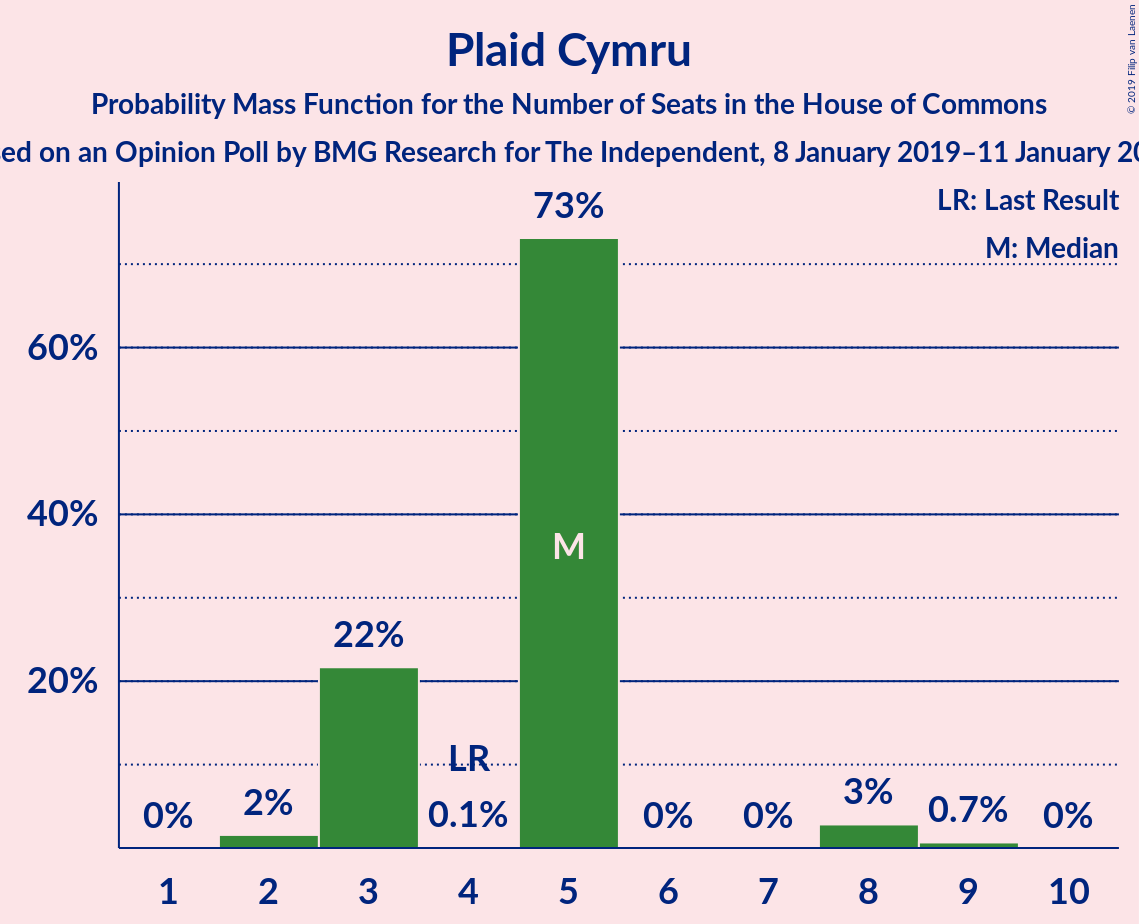 Plaid Cymru
Probability Mass Function for the Number of Seats in the House of Commons
on an Opinion Poll by BMG Research for The Independent, 8 January 2019–11 January
© 2019 Filip van Laenen
LR: Last Result
M: Median
73%
60%
40%
M
22%
20%
LR
0% 2% 0.1% 0% 0% 3% 0.7% 0%
1 2 3 4 5 6 7 8 9 10